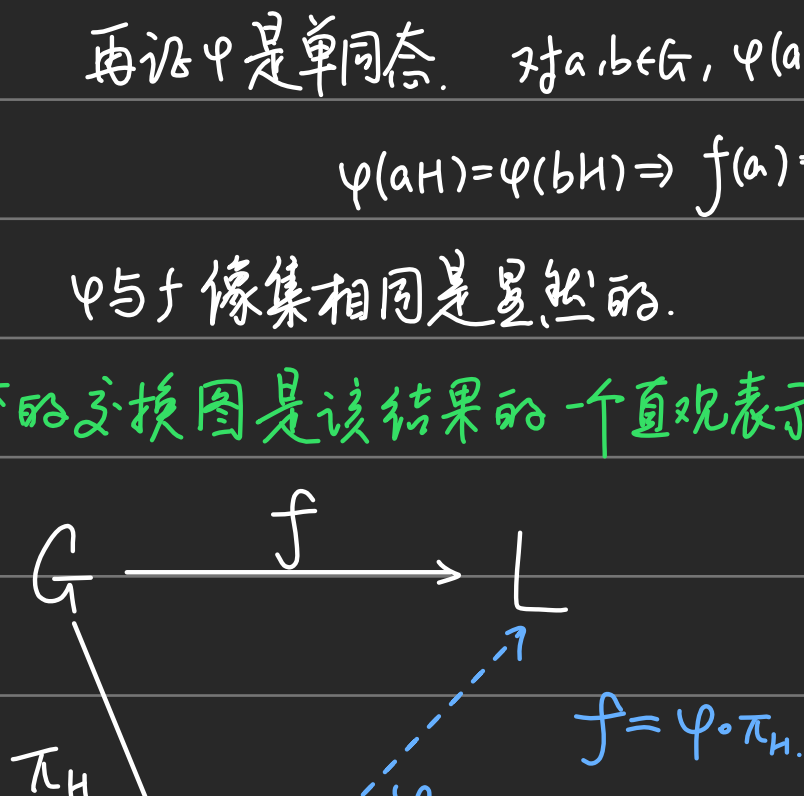 再证φ是单同态. 对a,b∈G, φ(a
φ(aH)=φ(bH)⇒ f(a)=
φ与f像集相同是显然的.
的交换图是该结果的一个直观表示
f
G L
f=φ∘π_H.
π_H φ